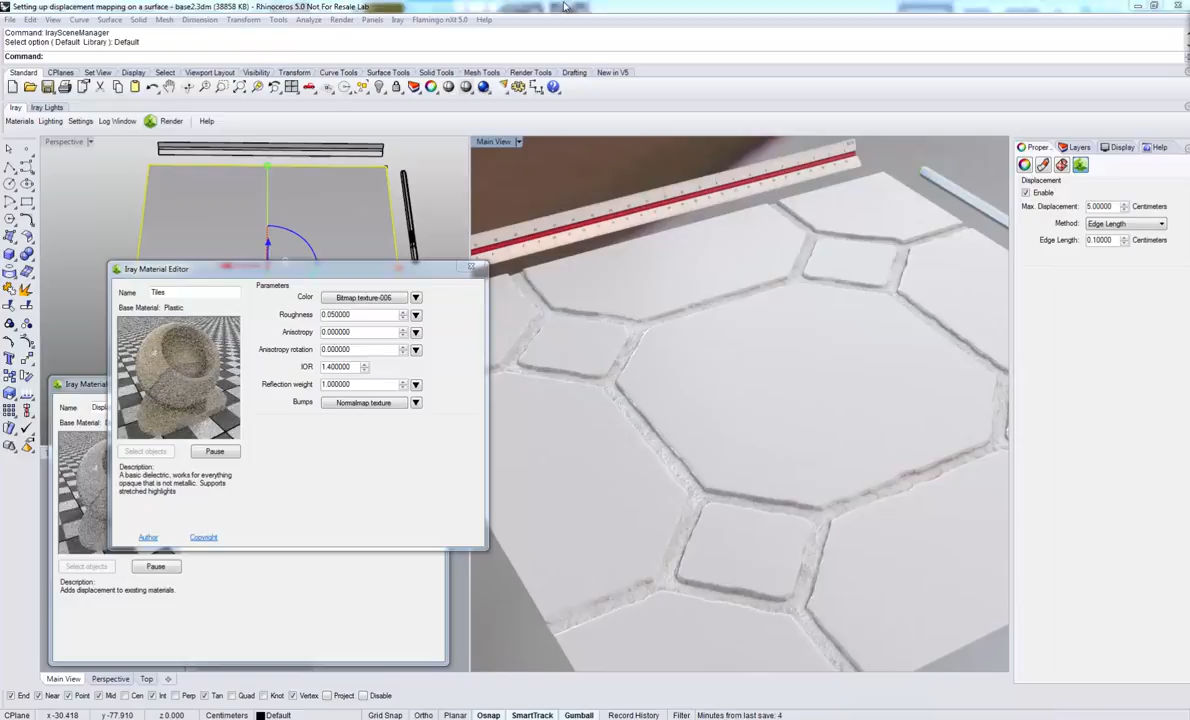 Setting up displacement mapping on a surface - base2.3dm (38858 KB) - Rhinoceros 5.0 Not For Resale Lab
File Edit View Curve Surface Solid Mesh Dimension Transform Tools Analyze Render Panels Iray Flamingo nXt 5.0 Help
Command: IraySceneManager
Select option ( Default Library ): Default
Command:
Standard CPlanes Set View Display Select Viewport Layout Visibility Transform Curve Tools Surface Tools Solid Tools Mesh Tools Render Tools Drafting New in V5
Iray Iray Lights
Materials Lighting Settings Log Window Render Help
Perspective
Main View
Proper... Layers Display Help
Displacement
Enable
Max. Displacement: 5.00000 Centimeters
Method: Edge Length
Edge Length: 0.10000 Centimeters
Iray Material Editor
Name Tiles
Base Material: Plastic
Parameters
Color Bitmap texture-006
Roughness 0.050000
Anisotropy 0.000000
Anisotropy rotation 0.000000
IOR 1.400000
Reflection weight 1.000000
Bumps Normalmap texture
Select objects Pause
Description:
A basic dielectric, works for everything
opaque that is not metallic. Supports
stretched highlights
Author Copyright
Iray Material
Name Displ
Base Material:
Select objects Pause
Description:
Adds displacement to existing materials.
Main View Perspective Top
End Near Point Mid Cen Int Perp Tan Quad Knot Vertex Project Disable
CPlane x -30.418 y -77.910 z 0.000 Centimeters Default Grid Snap Ortho Planar Osnap SmartTrack Gumball Record History Filter Minutes from last save: 4